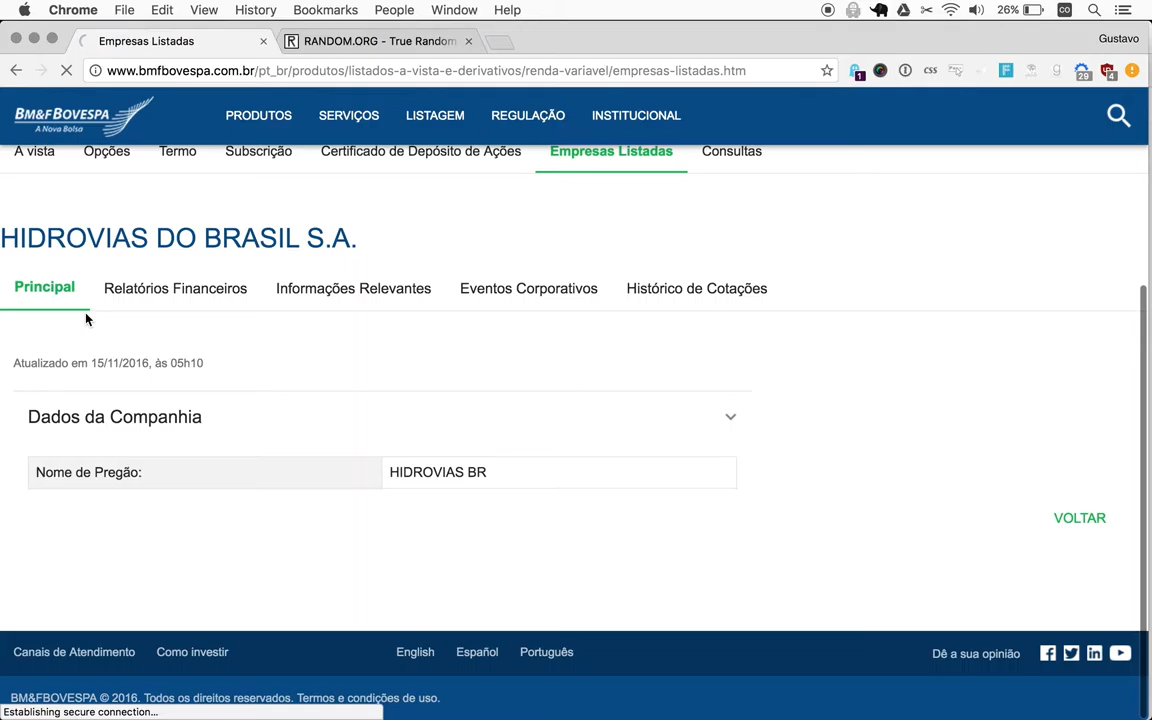 Chrome File Edit View History Bookmarks People Window Help 26%
Empresas Listadas RANDOM.ORG - True Random Gustavo
www.bmfbovespa.com.br/pt_br/produtos/listados-a-vista-e-derivativos/renda-variavel/empresas-listadas.htm
BM&FBOVESPA
A Nova Bolsa
PRODUTOS SERVIÇOS LISTAGEM REGULAÇÃO INSTITUCIONAL
A vista Opções Termo Subscrição Certificado de Depósito de Ações Empresas Listadas Consultas
HIDROVIAS DO BRASIL S.A.
Principal Relatórios Financeiros Informações Relevantes Eventos Corporativos Histórico de Cotações
Atualizado em 15/11/2016, às 05h10
Dados da Companhia
Nome de Pregão: HIDROVIAS BR
VOLTAR
Canais de Atendimento Como investir English Español Português Dê a sua opinião
BM&FBOVESPA © 2016. Todos os direitos reservados. Termos e condições de uso.
Establishing secure connection...